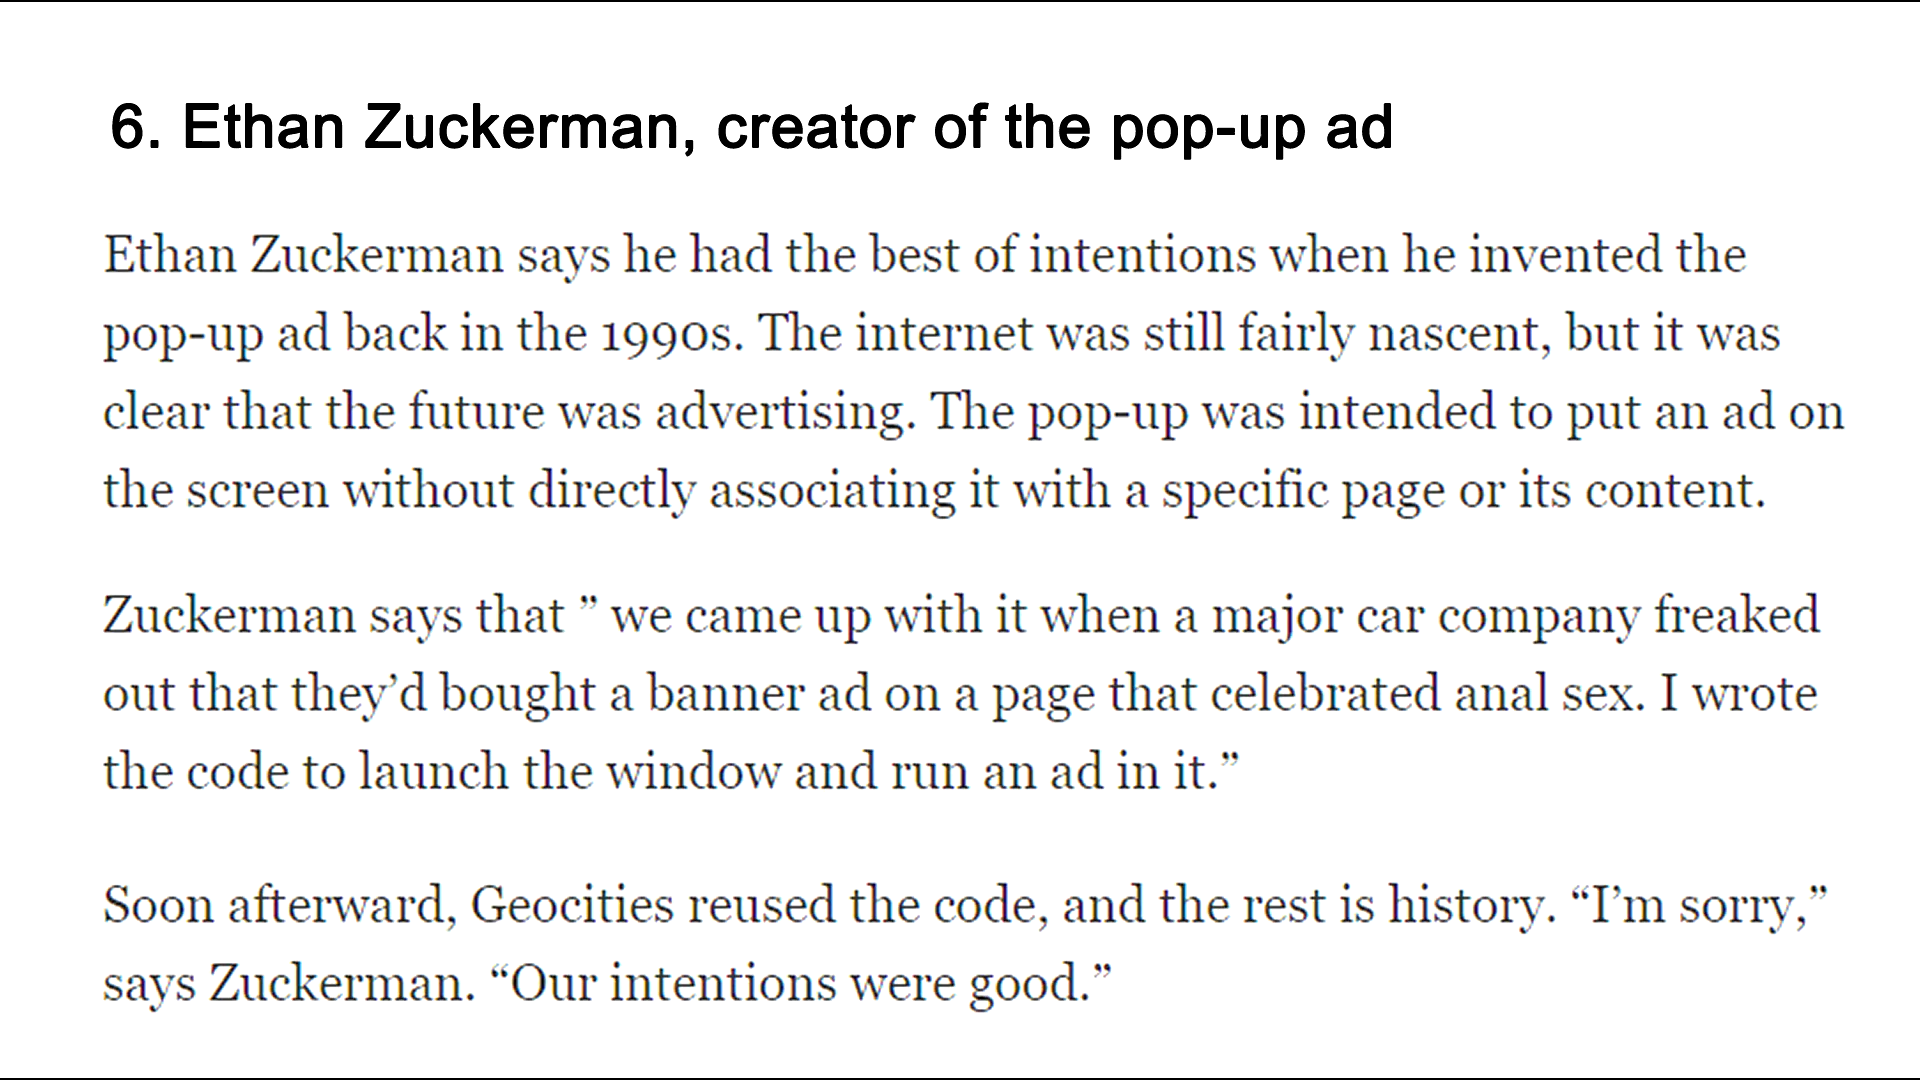 6. Ethan Zuckerman, creator of the pop-up ad
Ethan Zuckerman says he had the best of intentions when he invented the
pop-up ad back in the 1990s. The internet was still fairly nascent, but it was
clear that the future was advertising. The pop-up was intended to put an ad on
the screen without directly associating it with a specific page or its content.
Zuckerman says that ” we came up with it when a major car company freaked
out that they’d bought a banner ad on a page that celebrated anal sex. I wrote
the code to launch the window and run an ad in it.”
Soon afterward, Geocities reused the code, and the rest is history. “I’m sorry,”
says Zuckerman. “Our intentions were good.”